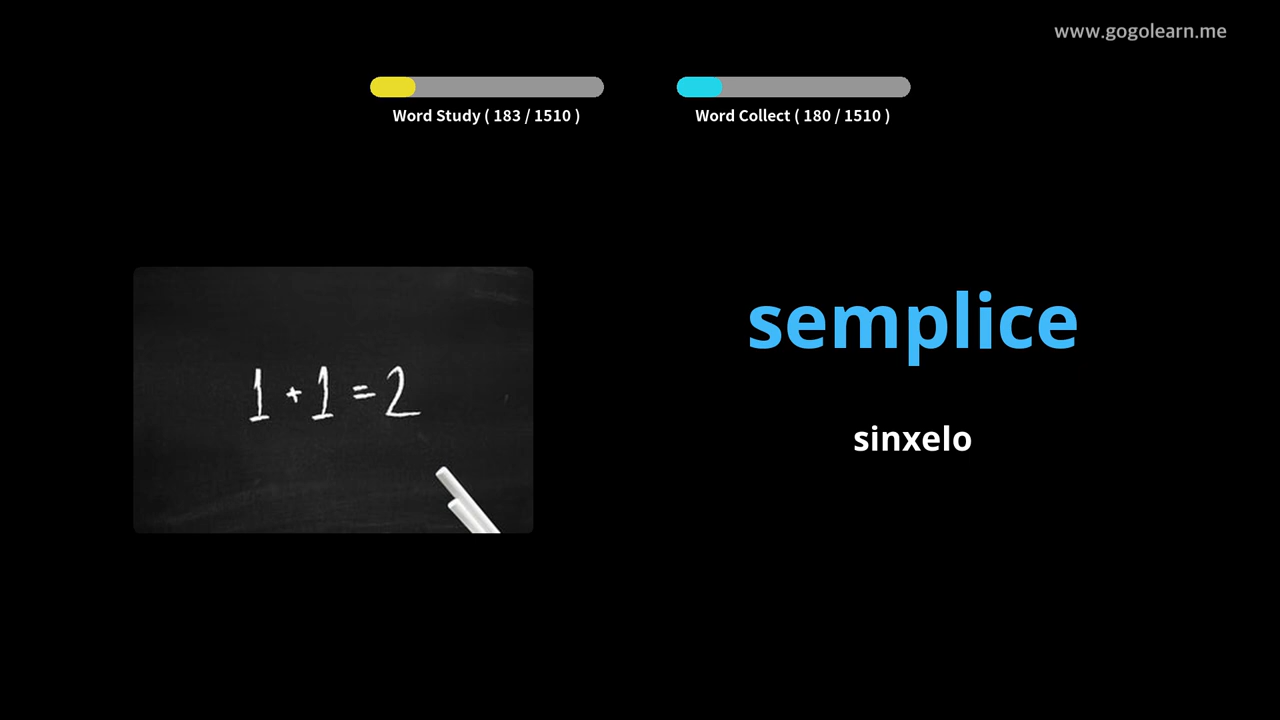 www.gogolearn.me
Word Study ( 183 / 1510 )
Word Collect ( 180 / 1510 )
1 + 1 = 2
semplice
sinxelo